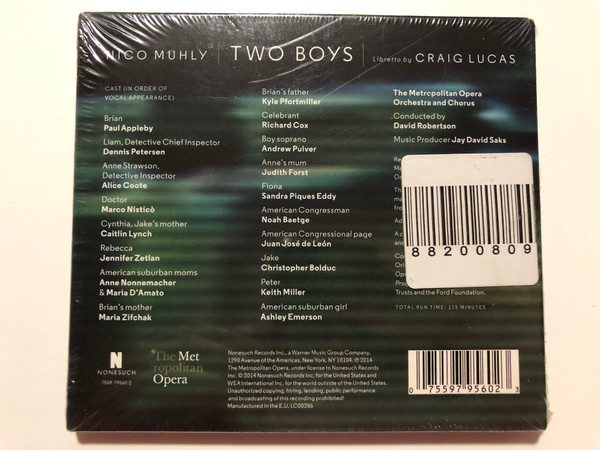 NICO MUHLY | TWO BOYS | Libretto by CRAIG LUCAS
CAST (IN ORDER OF
VOCAL APPEARANCE)
Brian
Paul Appleby
Liam, Detective Chief Inspector
Dennis Petersen
Anne Strawson,
Detective Inspector
Alice Coote
Doctor
Marco Nisticò
Cynthia, Jake's mother
Caitlin Lynch
Rebecca
Jennifer Zetlan
American suburban moms
Anne Nonnemacher
& Maria D'Amato
Brian's mother
Maria Zifchak
Brian's father
Kyle Pfortmiller
Celebrant
Richard Cox
Boy soprano
Andrew Pulver
Anne's mum
Judith Forst
Fiona
Sandra Piques Eddy
American Congressman
Noah Baetge
American Congressional page
Juan José de León
Jake
Christopher Bolduc
Peter
Keith Miller
American suburban girl
Ashley Emerson
The Metropolitan Opera
Orchestra and Chorus
Conducted by
David Robertson
Music Producer Jay David Saks
88200809
Trusts and the Ford Foundation.
TOTAL RUN TIME: 115 MINUTES
N
NONESUCH
7559 79560 2
The Met
ropolitan
Opera
Nonesuch Records Inc., a Warner Music Group Company,
1290 Avenue of the Americas, New York, NY 10104. ℗ 2014
The Metropolitan Opera, under license to Nonesuch Records
Inc. © 2014 Nonesuch Records Inc. for the United States and
WEA International Inc. for the world outside of the United States.
Unauthorized copying, hiring, lending, public performance
and broadcasting of this recording prohibited!
Manufactured in the E.U. LC00286
0 75597 95602 3